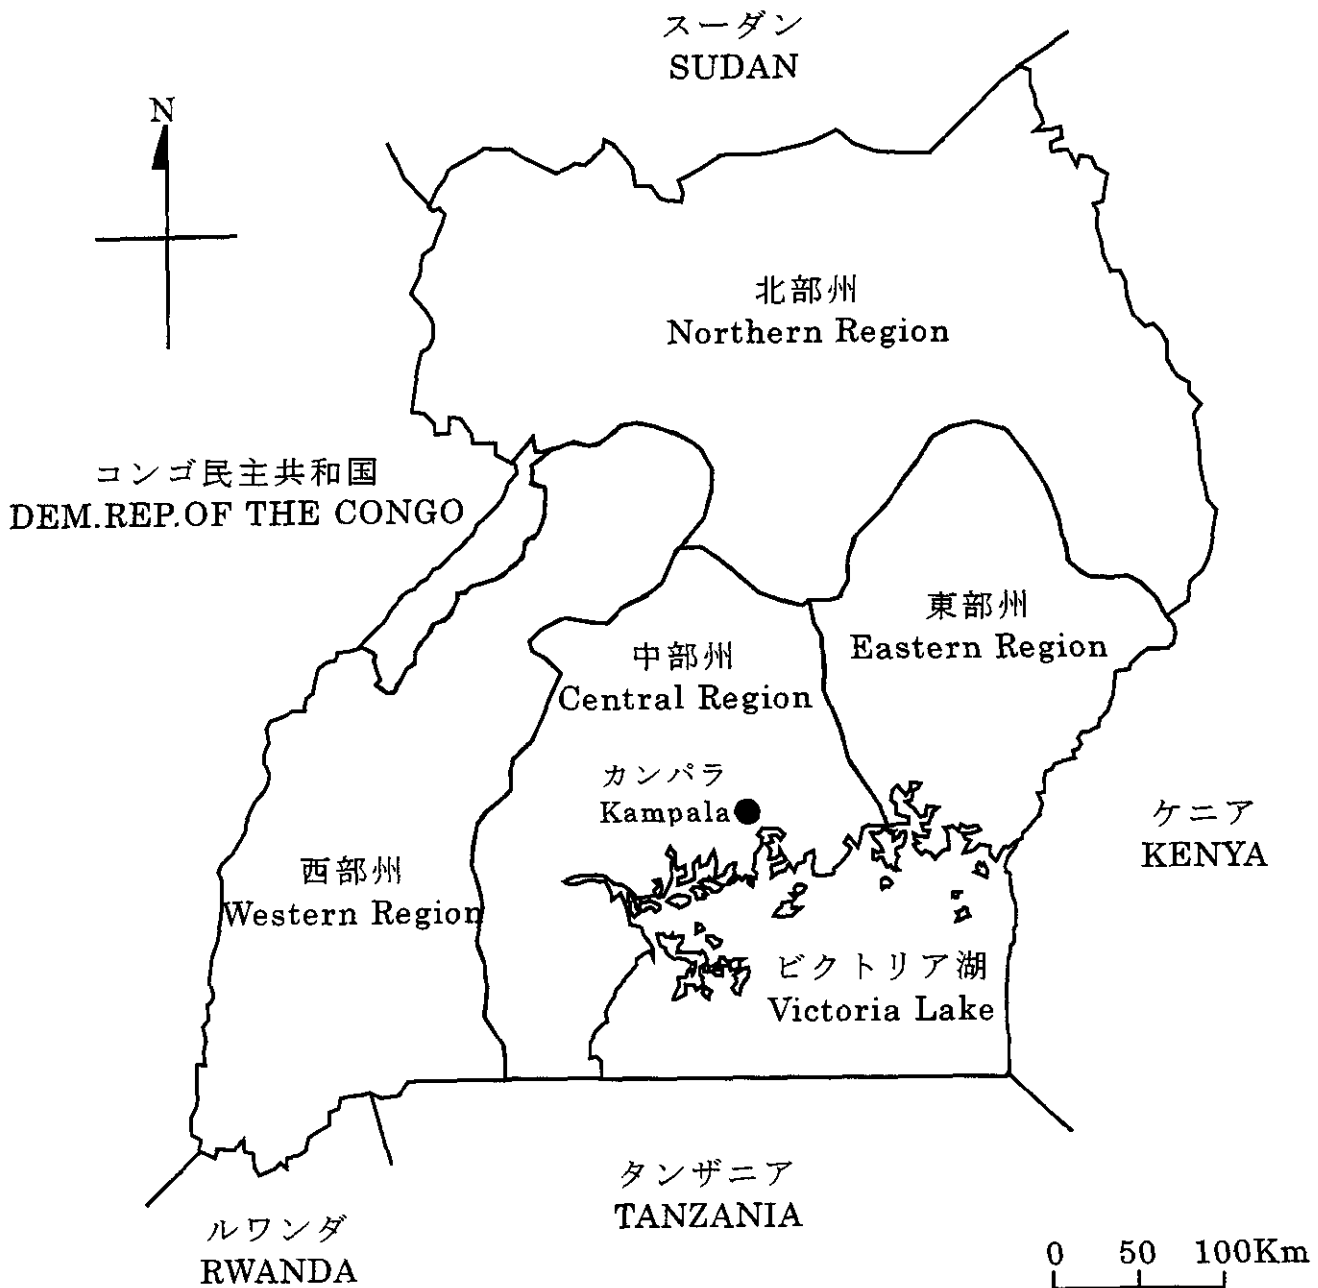 スーダン
SUDAN
N
北部州
Northern Region
コンゴ民主共和国
DEM.REP.OF THE CONGO
東部州
Eastern Region
中部州
Central Region
カンパラ
Kampala
ケニア
KENYA
西部州
Western Region
ビクトリア湖
Victoria Lake
タンザニア
TANZANIA
ルワンダ
RWANDA
0 50 100Km